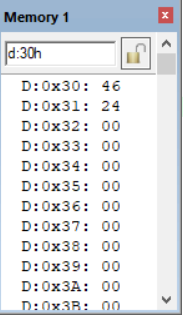 Memory 1
d:30h
D:0x30: 46
D:0x31: 24
D:0x32: 00
D:0x33: 00
D:0x34: 00
D:0x35: 00
D:0x36: 00
D:0x37: 00
D:0x38: 00
D:0x39: 00
D:0x3A: 00
D:0x3B: 00